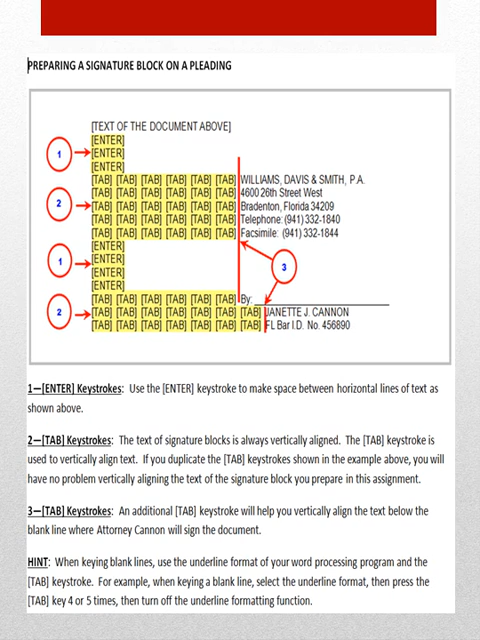 PREPARING A SIGNATURE BLOCK ON A PLEADING
[TEXT OF THE DOCUMENT ABOVE]
[ENTER]
1 [ENTER]
[ENTER]
[TAB] [TAB] [TAB] [TAB] [TAB] [TAB] WILLIAMS, DAVIS & SMITH, P.A.
[TAB] [TAB] [TAB] [TAB] [TAB] [TAB] 4600 26th Street West
2 [TAB] [TAB] [TAB] [TAB] [TAB] [TAB] Bradenton, Florida 34209
[TAB] [TAB] [TAB] [TAB] [TAB] [TAB] Telephone: (941) 332-1840
[TAB] [TAB] [TAB] [TAB] [TAB] [TAB] Facsimile: (941) 332-1844
[ENTER]
1 [ENTER]
3
[ENTER]
[ENTER]
[TAB] [TAB] [TAB] [TAB] [TAB] [TAB] By: ____________________
2 [TAB] [TAB] [TAB] [TAB] [TAB] [TAB] [TAB] JANETTE J. CANNON
[TAB] [TAB] [TAB] [TAB] [TAB] [TAB] [TAB] FL Bar I.D. No. 456890
1—[ENTER] Keystrokes: Use the [ENTER] keystroke to make space between horizontal lines of text as
shown above.
2—[TAB] Keystrokes: The text of signature blocks is always vertically aligned. The [TAB] keystroke is
used to vertically align text. If you duplicate the [TAB] keystrokes shown in the example above, you will
have no problem vertically aligning the text of the signature block you prepare in this assignment.
3—[TAB] Keystrokes: An additional [TAB] keystroke will help you vertically align the text below the
blank line where Attorney Cannon will sign the document.
HINT: When keying blank lines, use the underline format of your word processing program and the
[TAB] keystroke. For example, when keying a blank line, select the underline format, then press the
[TAB] key 4 or 5 times, then turn off the underline formatting function.